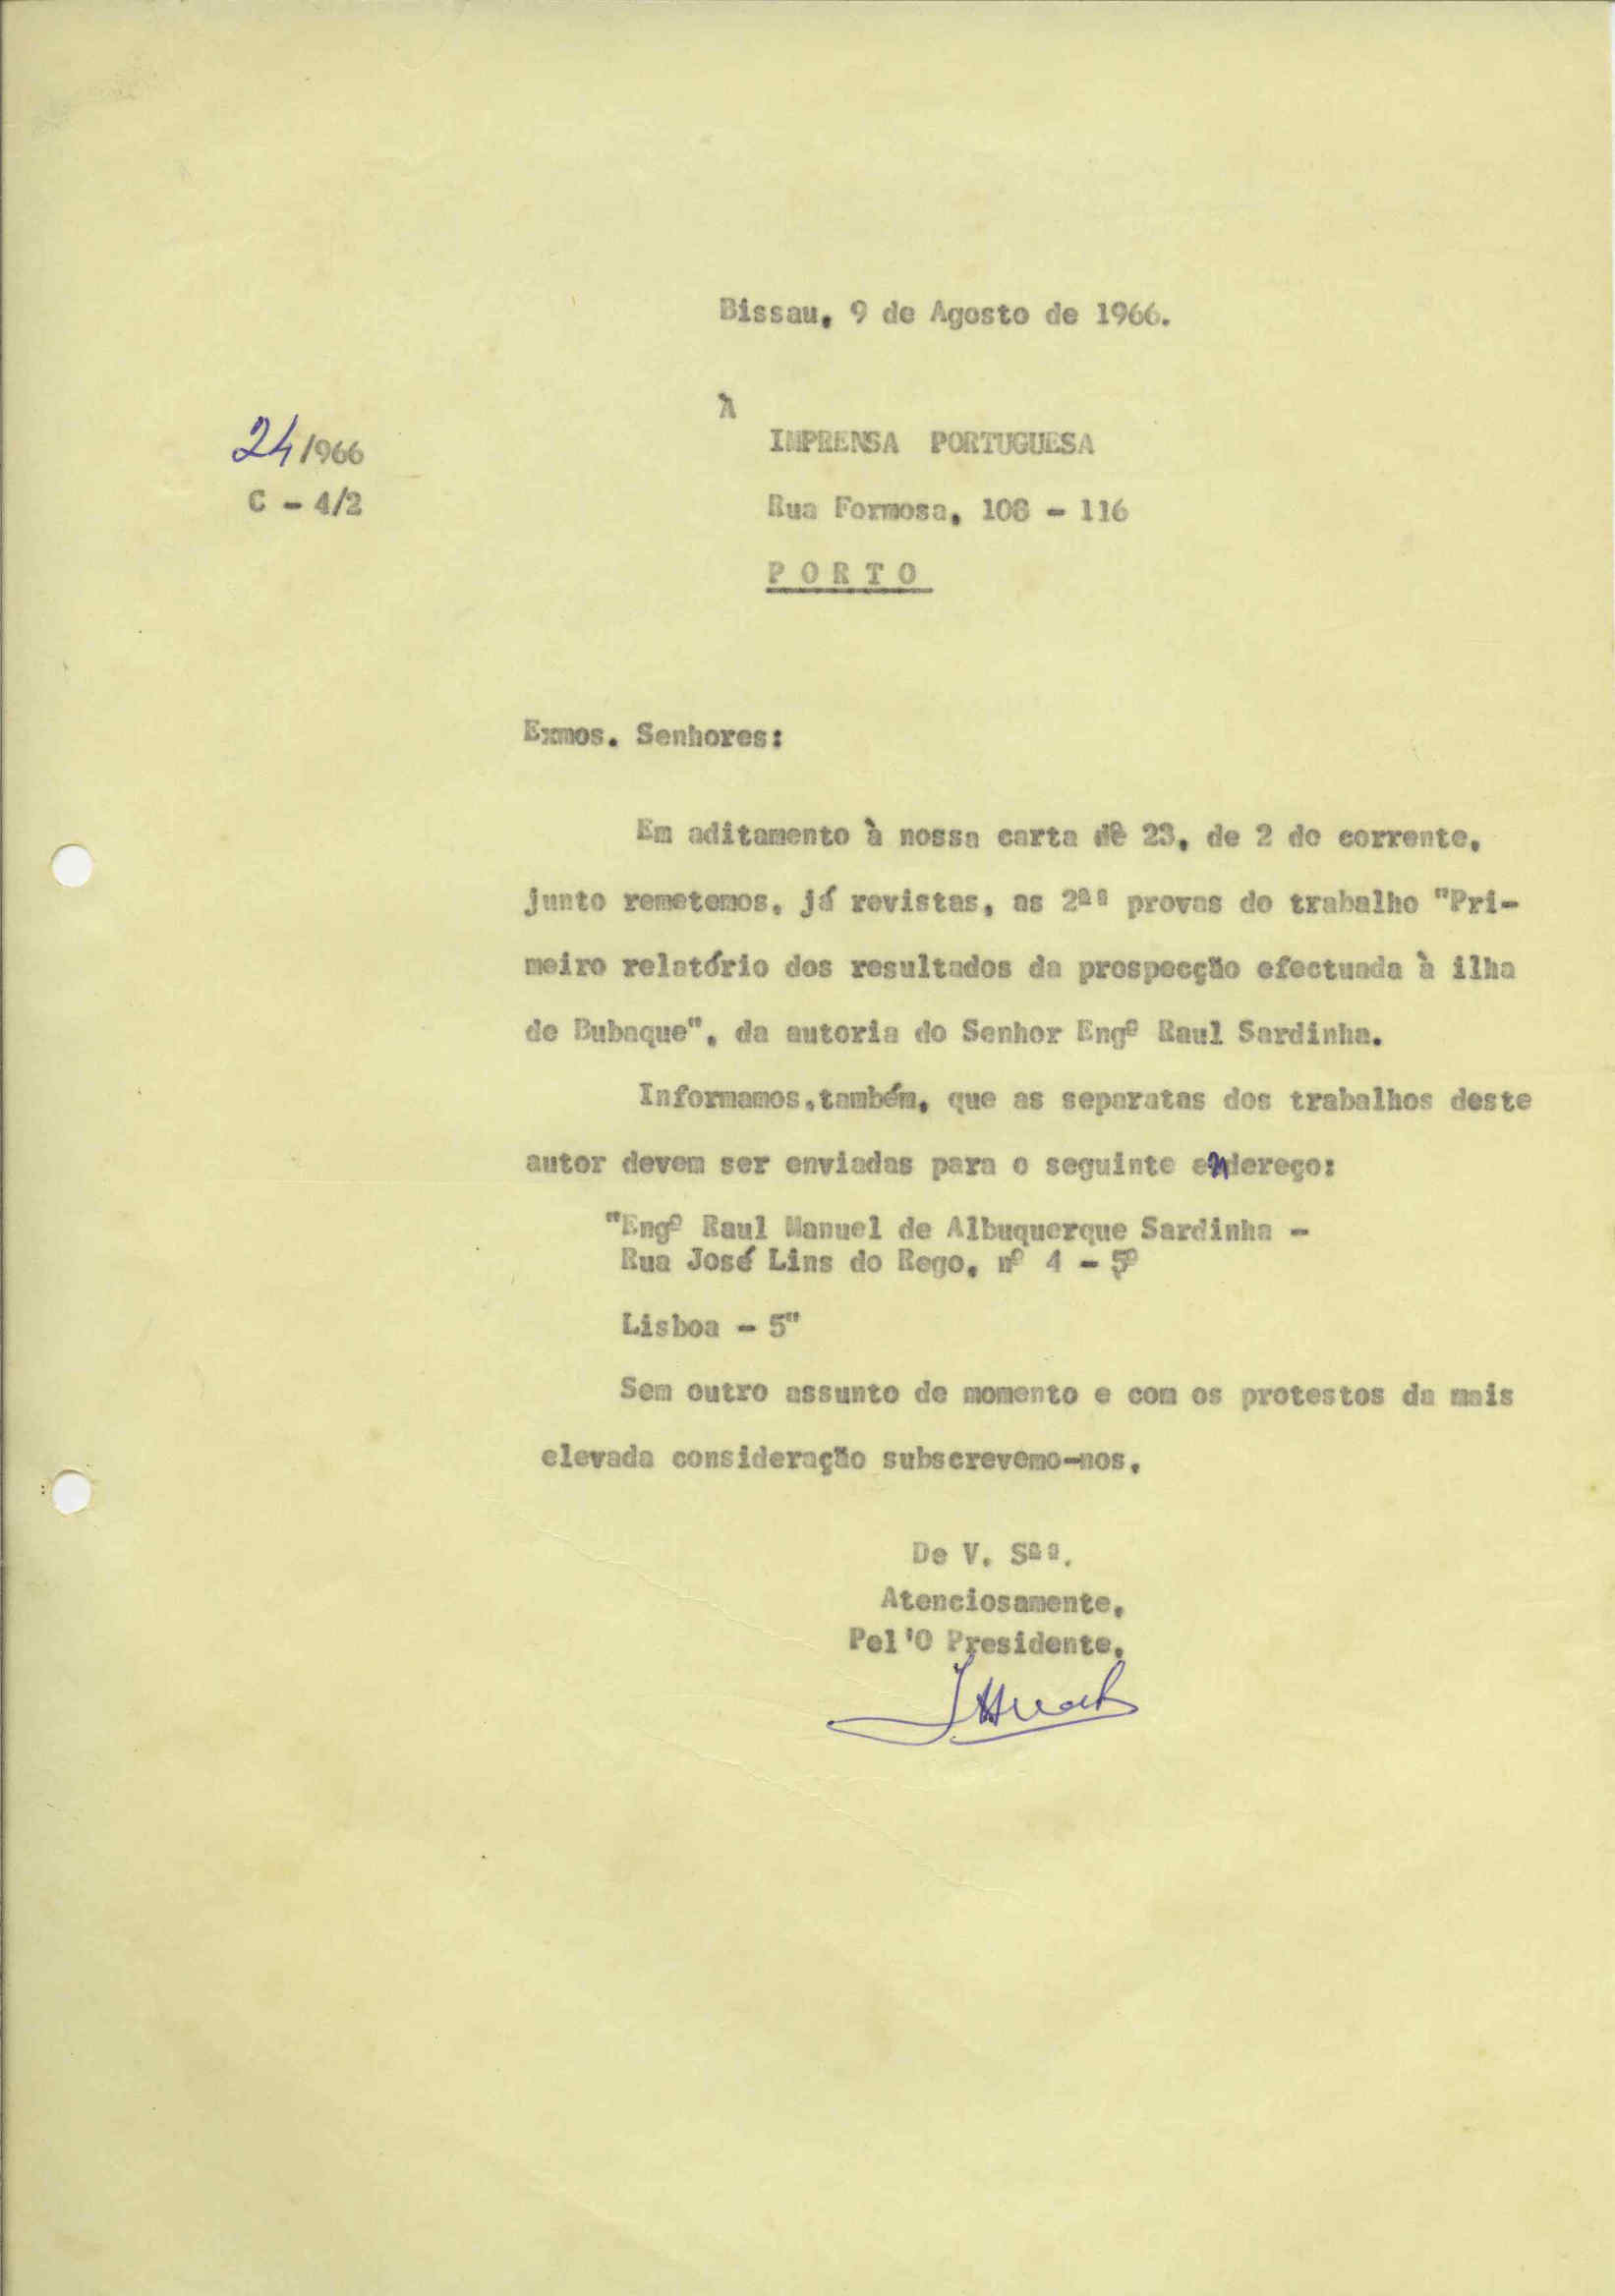 Bissau, 9 de Agosto de 1966.
À
24/966
IMPRENSA PORTUGUESA
C - 4/2
Rua Formosa, 108 - 116
PORTO
Exmos. Senhores:
Em aditamento à nossa carta nº 23, de 2 do corrente,
junto remetemos, já revistas, as 2ªª provas do trabalho "Pri-
meiro relatório dos resultados da prospecção efectuada à ilha
de Bubaque", da autoria do Senhor Engº Raul Sardinha.
Informamos,também, que as separatas dos trabalhos deste
autor devem ser enviadas para o seguinte endereço:
"Engº Raul Manuel de Albuquerque Sardinha -
Rua José Lins do Rego, nº 4 - 5º
Lisboa - 5"
Sem outro assunto de momento e com os protestos da mais
elevada consideração subscrevemo-nos,
De V. Sªª.
Atenciosamente,
Pel'O Presidente,